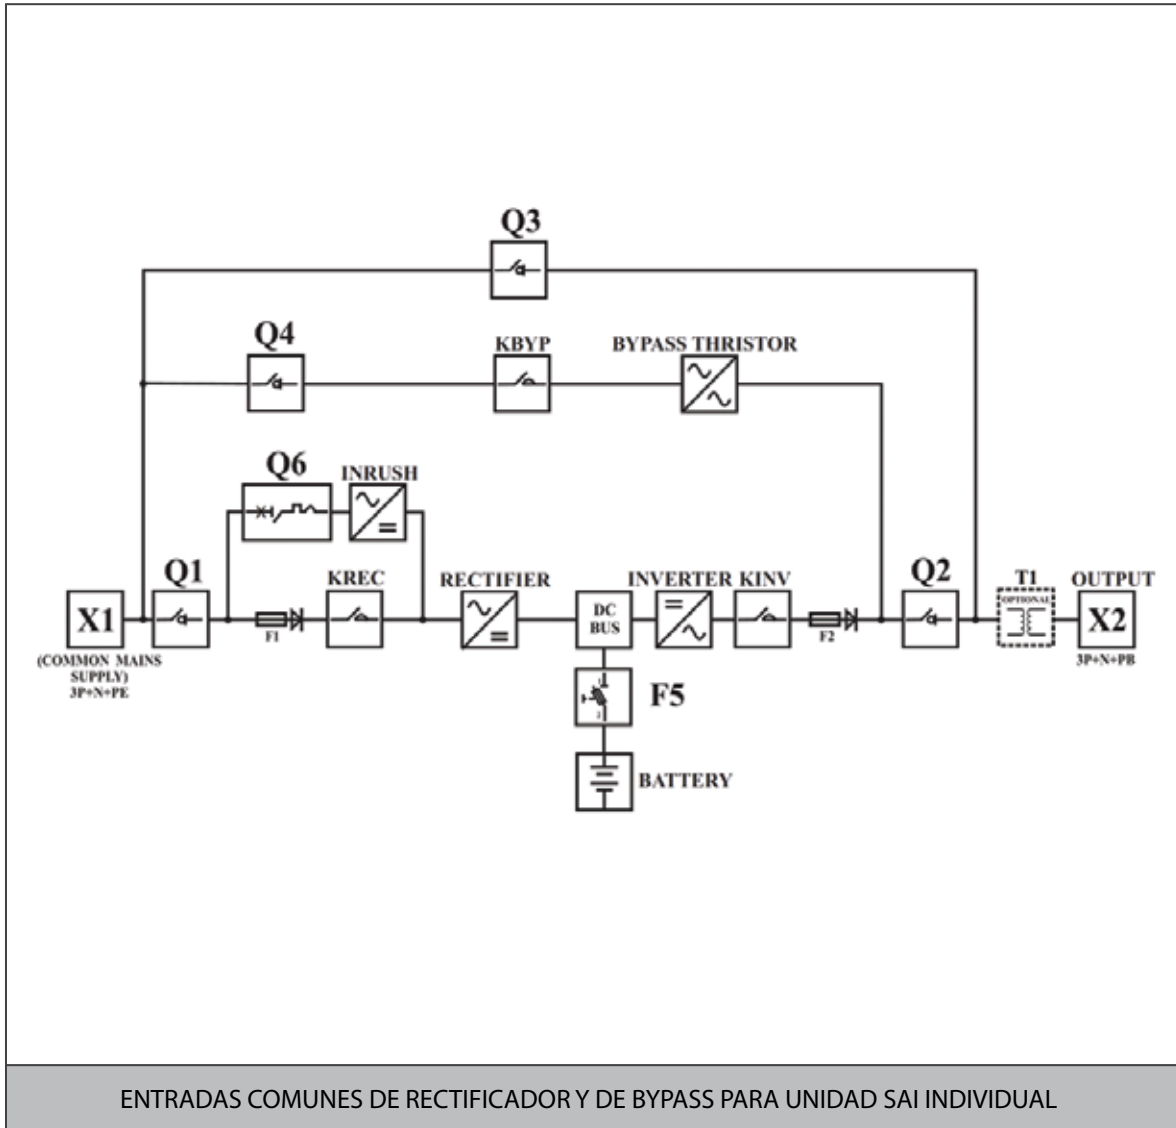 Q3
Q4
KBYP
BYPASS THRISTOR
Q6
INRUSH
Q1
KREC
RECTIFIER
INVERTER
KINV
Q2
T1
OUTPUT
X1
F1
DC
BUS
F2
OPTIONAL
X2
(COMMON MAINS
SUPPLY)
3P+N+PE
3P+N+PB
F5
BATTERY
ENTRADAS COMUNES DE RECTIFICADOR Y DE BYPASS PARA UNIDAD SAI INDIVIDUAL